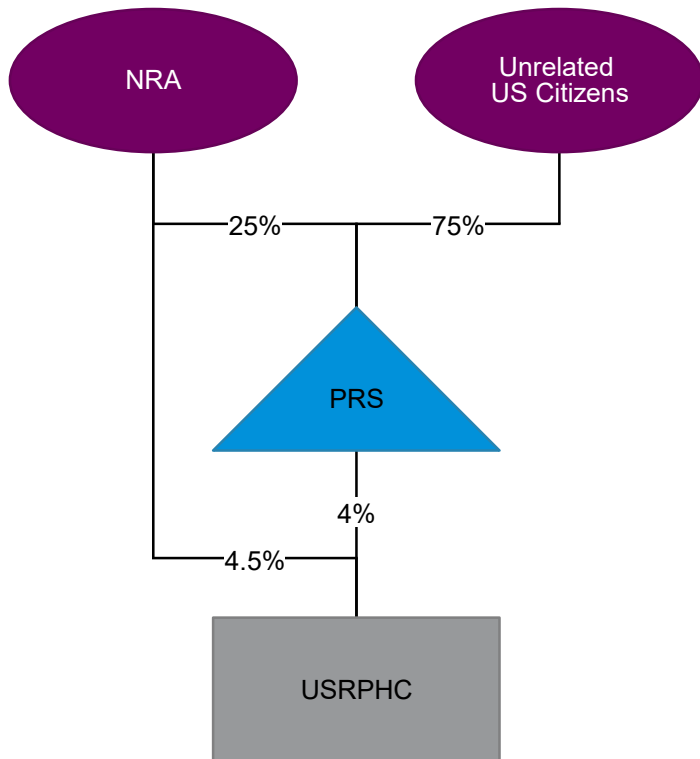 NRA
Unrelated
US Citizens
25%
75%
PRS
4%
4.5%
USRPHC